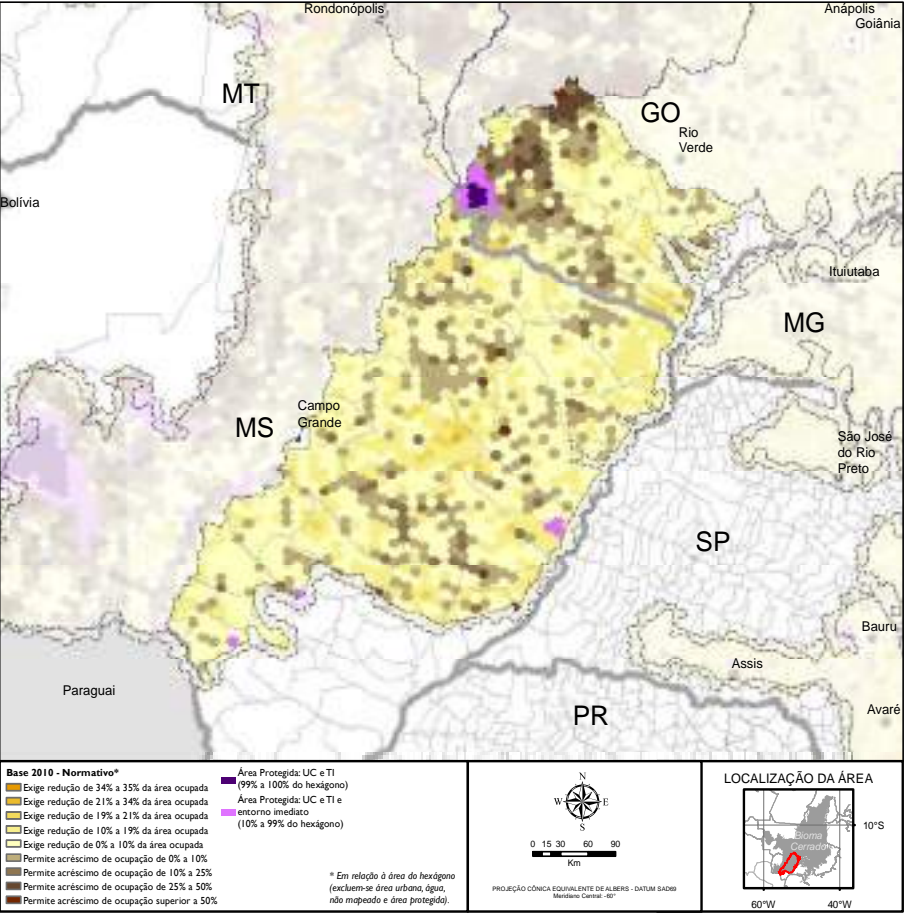 Rondonópolis
Anápolis
Goiânia
MT
GO
Rio
Verde
Bolívia
Ituiutaba
MG
Campo
Grande
MS
São José
do Rio
Preto
SP
Bauru
Assis
Paraguai
Avaré
PR
Base 2010 - Normativo*
Exige redução de 34% a 35% da área ocupada
Exige redução de 21% a 34% da área ocupada
Exige redução de 19% a 21% da área ocupada
Exige redução de 10% a 19% da área ocupada
Exige redução de 0% a 10% da área ocupada
Permite acréscimo de ocupação de 0% a 10%
Permite acréscimo de ocupação de 10% a 25%
Permite acréscimo de ocupação de 25% a 50%
Permite acréscimo de ocupação superior a 50%
Área Protegida: UC e TI
(99% a 100% do hexágono)
Área Protegida: UC e TI e
entorno imediato
(10% a 99% do hexágono)
* Em relação à área do hexágono
(excluem-se área urbana, água,
não mapeado e área protegida).
N
W E
S
0 15 30 60 90
Km
PROJEÇÃO CÔNICA EQUIVALENTE DE ALBERS - DATUM SAD69
Meridiano Central: -60°
LOCALIZAÇÃO DA ÁREA
Bioma
Cerrado
10°S
60°W 40°W